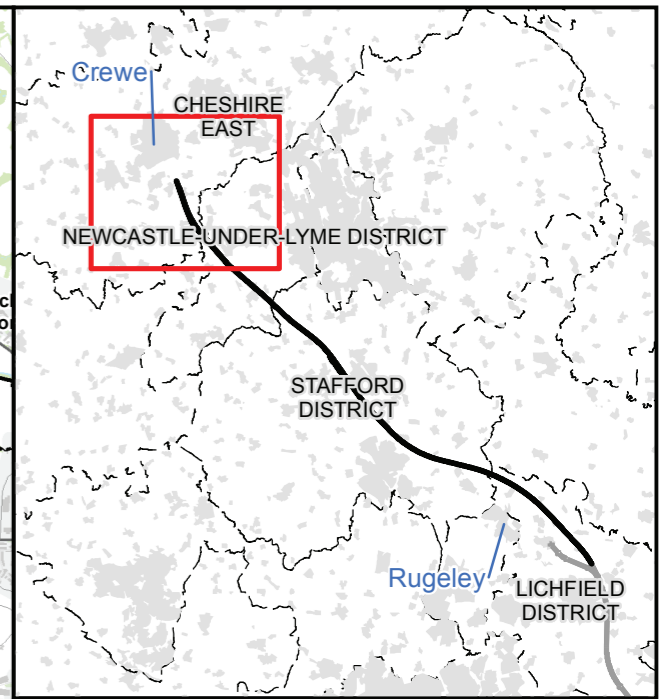 Crewe
CHESHIRE
EAST
NEWCASTLE-UNDER-LYME DISTRICT
STAFFORD
DISTRICT
Rugeley
LICHFIELD
DISTRICT